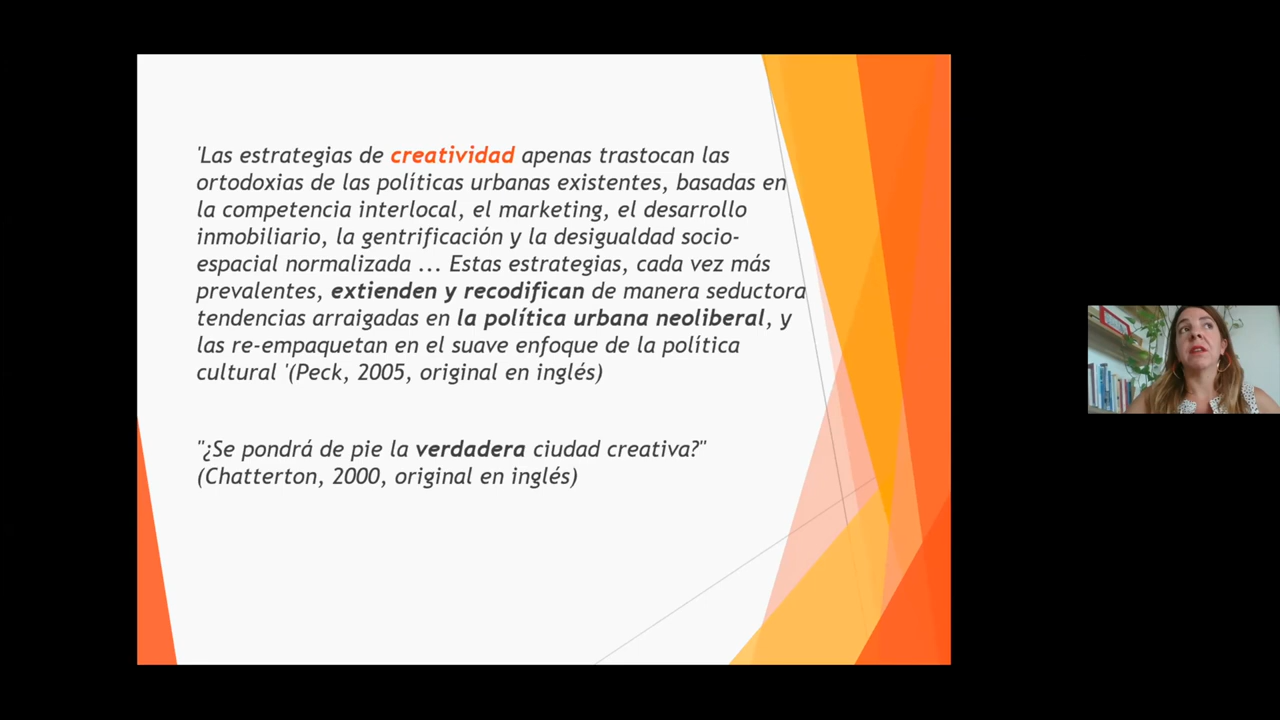 'Las estrategias de creatividad apenas trastocan las
ortodoxias de las políticas urbanas existentes, basadas en
la competencia interlocal, el marketing, el desarrollo
inmobiliario, la gentrificación y la desigualdad socio-
espacial normalizada ... Estas estrategias, cada vez más
prevalentes, extienden y recodifican de manera seductora
tendencias arraigadas en la política urbana neoliberal, y
las re-empaquetan en el suave enfoque de la política
cultural '(Peck, 2005, original en inglés)
"¿Se pondrá de pie la verdadera ciudad creativa?"
(Chatterton, 2000, original en inglés)